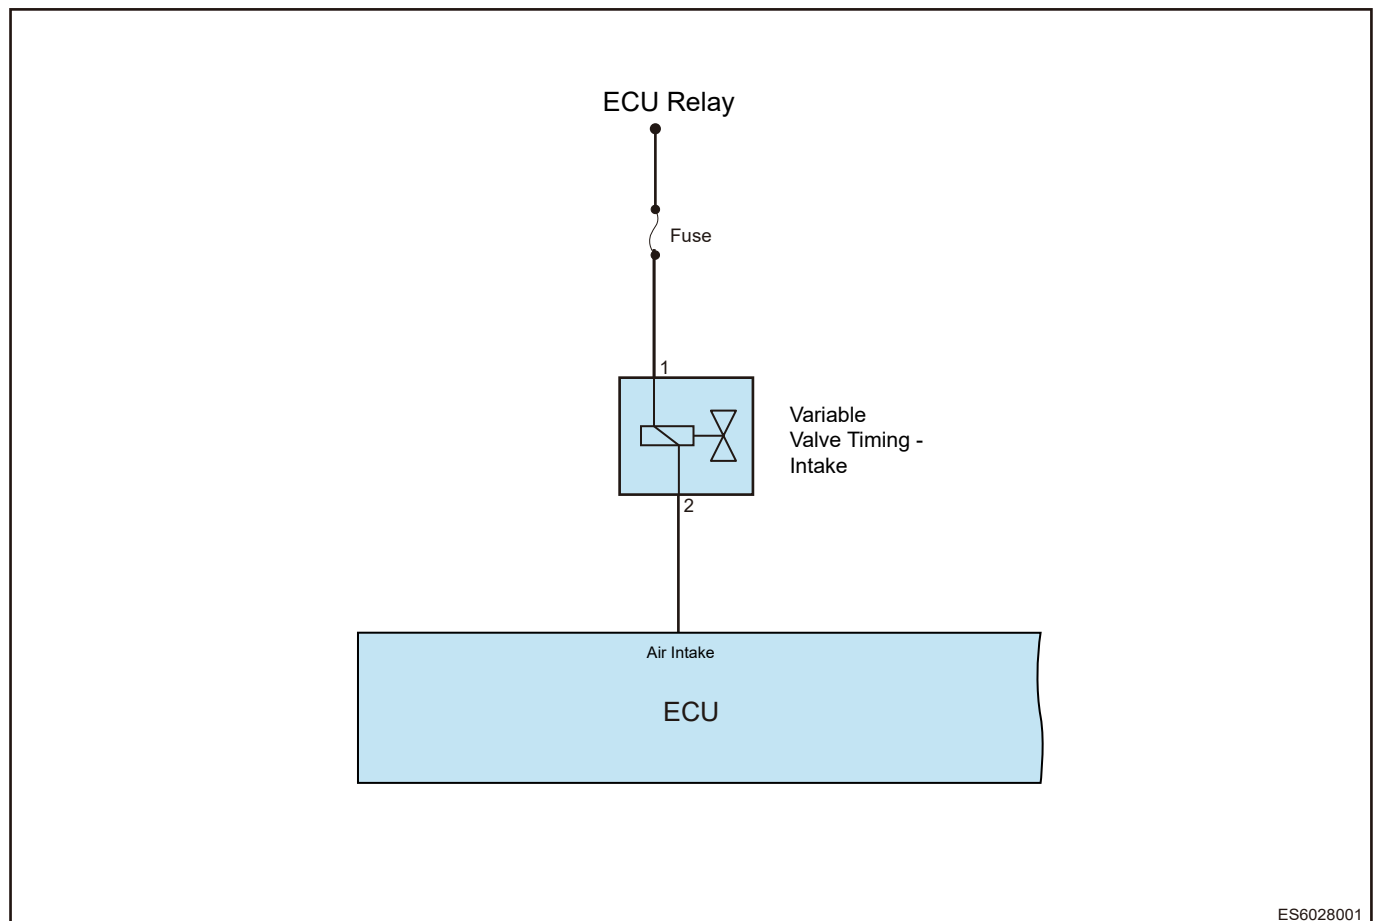 ECU Relay
Fuse
1
Variable
Valve Timing -
Intake
2
Air Intake
ECU
ES6028001